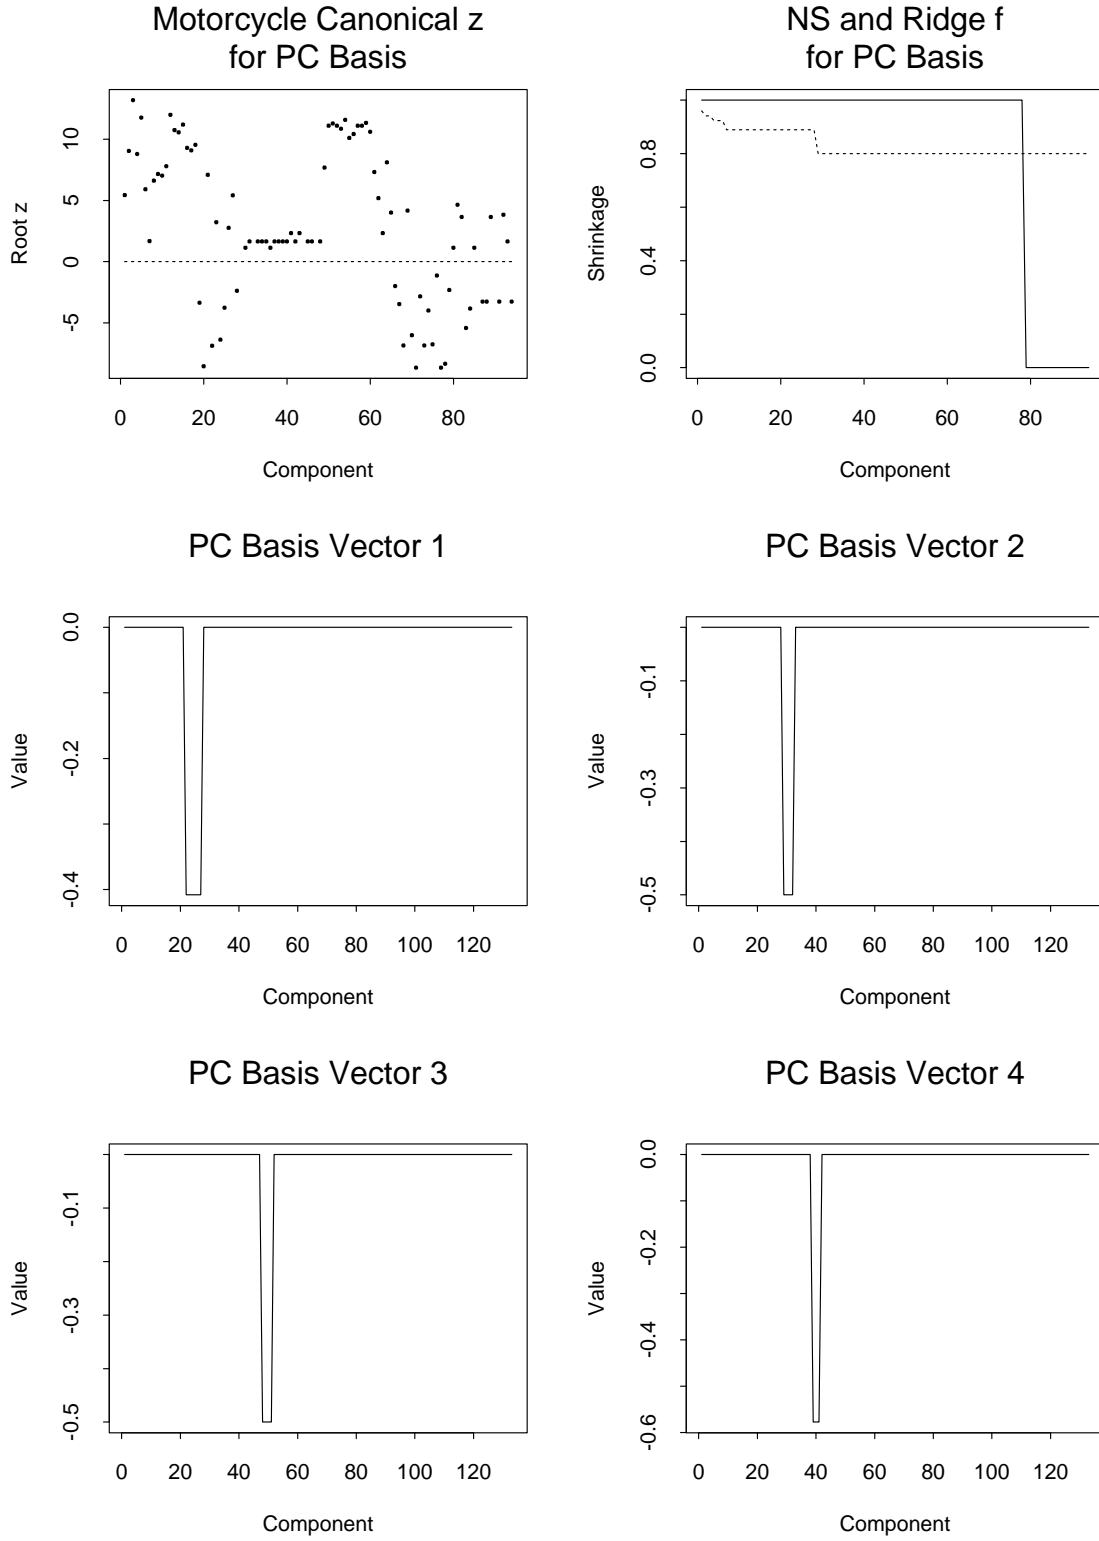 Motorcycle Canonical z
for PC Basis
Root z
-5 0 5 10
0 20 40 60 80
Component
NS and Ridge f
for PC Basis
Shrinkage
0.0 0.4 0.8
0 20 40 60 80
Component
PC Basis Vector 1
Value
-0.4 -0.2 0.0
0 20 40 60 80 100 120
Component
PC Basis Vector 2
Value
-0.5 -0.3 -0.1
0 20 40 60 80 100 120
Component
PC Basis Vector 3
Value
-0.5 -0.3 -0.1
0 20 40 60 80 100 120
Component
PC Basis Vector 4
Value
-0.6 -0.4 -0.2 0.0
0 20 40 60 80 100 120
Component